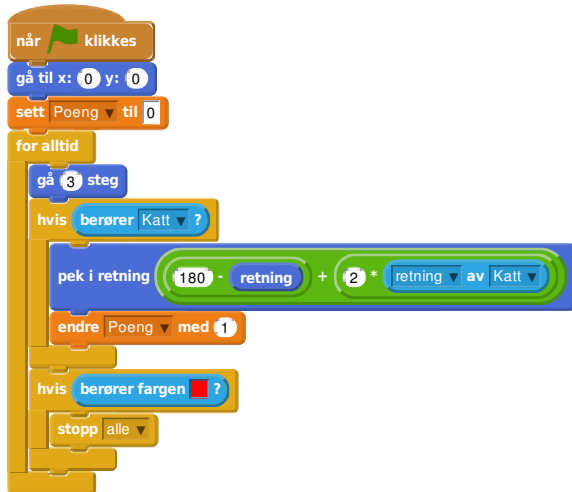 når klikkes
gå til x: 0 y: 0
sett Poeng til 0
for alltid
gå 3 steg
hvis berører Katt ?
pek i retning 180 - retning + 2 * retning av Katt
endre Poeng med 1
hvis berører fargen ?
stopp alle